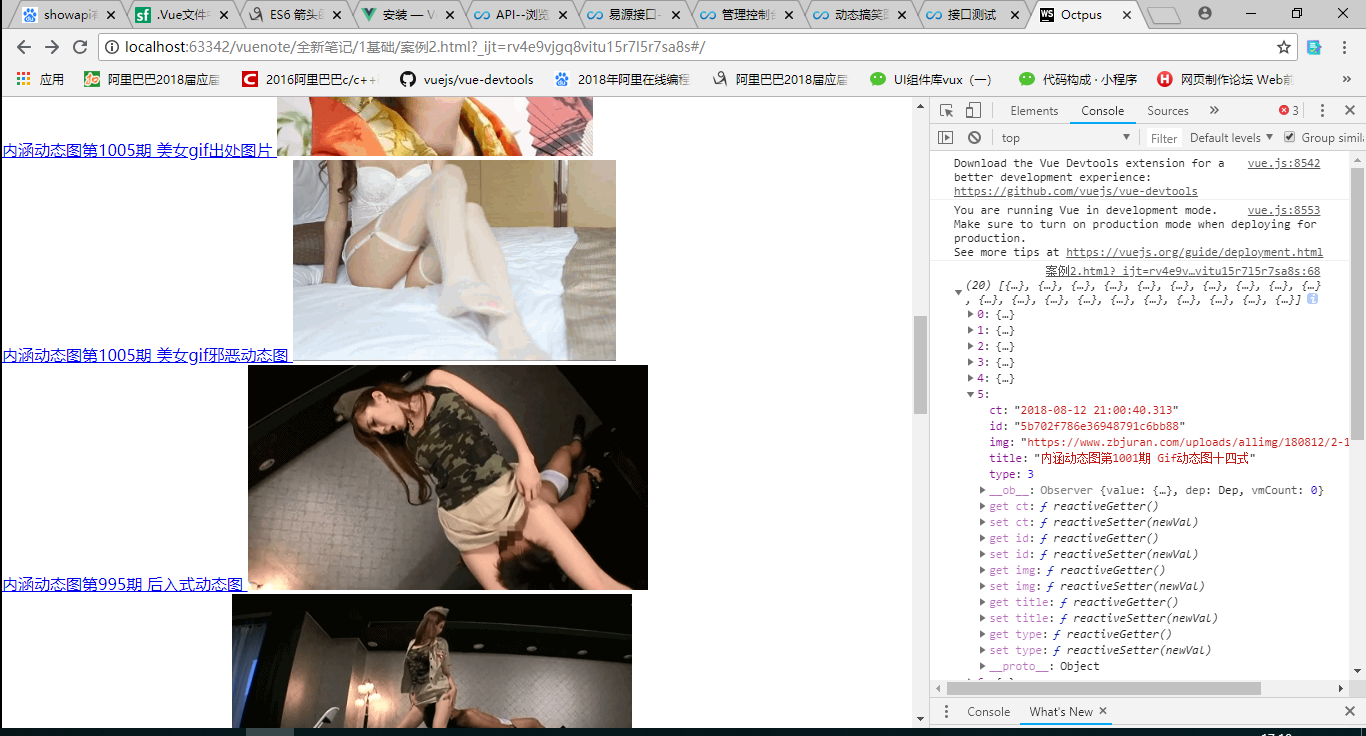 showapi
.Vue文件
ES6 箭头
安装 — V
API--浏览
易源接口-
管理控制台
动态搞笑图
接口测试
Octpus
localhost:63342/vuenote/全新笔记/1基础/案例2.html?_ijt=rv4e9vjgq8vitu15r7l5r7sa8s#/
应用
阿里巴巴2018届应届
2016阿里巴巴c/c++
vuejs/vue-devtools
2018年阿里在线编程
阿里巴巴2018届应届
UI组件库vux（一）
代码构成 · 小程序
网页制作论坛 Web前
内涵动态图第1005期 美女gif出处图片
内涵动态图第1005期 美女gif邪恶动态图
内涵动态图第995期 后入式动态图
Elements Console Sources » 3
top Filter Default levels ▼ Group simila
Download the Vue Devtools extension for a vue.js:8542
better development experience:
https://github.com/vuejs/vue-devtools
You are running Vue in development mode. vue.js:8553
Make sure to turn on production mode when deploying for
production.
See more tips at https://vuejs.org/guide/deployment.html
案例2.html?_ijt=rv4e9v…vitu15r7l5r7sa8s:68
(20) [{…}, {…}, {…}, {…}, {…}, {…}, {…}, {…}, {…}, {…}
, {…}, {…}, {…}, {…}, {…}, {…}, {…}, {…}, {…}, {…}]
0: {…}
1: {…}
2: {…}
3: {…}
4: {…}
5:
ct: "2018-08-12 21:00:40.313"
id: "5b702f786e36948791c6bb88"
img: "https://www.zbjuran.com/uploads/allimg/180812/2-1
title: "内涵动态图第1001期 Gif动态图十四式"
type: 3
__ob__: Observer {value: {…}, dep: Dep, vmCount: 0}
get ct: ƒ reactiveGetter()
set ct: ƒ reactiveSetter(newVal)
get id: ƒ reactiveGetter()
set id: ƒ reactiveSetter(newVal)
get img: ƒ reactiveGetter()
set img: ƒ reactiveSetter(newVal)
get title: ƒ reactiveGetter()
set title: ƒ reactiveSetter(newVal)
get type: ƒ reactiveGetter()
set type: ƒ reactiveSetter(newVal)
__proto__: Object
Console What's New